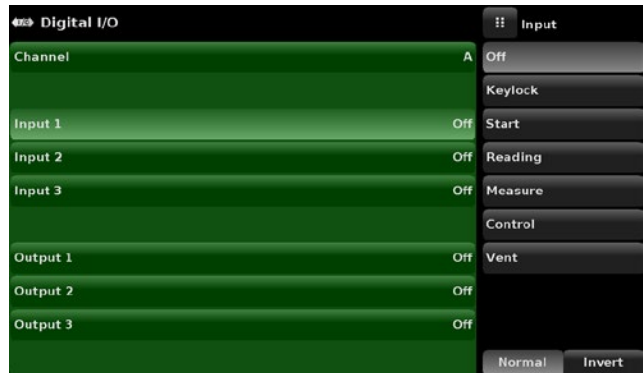 Digital I/O
Channel A
Input 1 Off
Input 2 Off
Input 3 Off
Output 1 Off
Output 2 Off
Output 3 Off
Input
Off
Keylock
Start
Reading
Measure
Control
Vent
Normal Invert